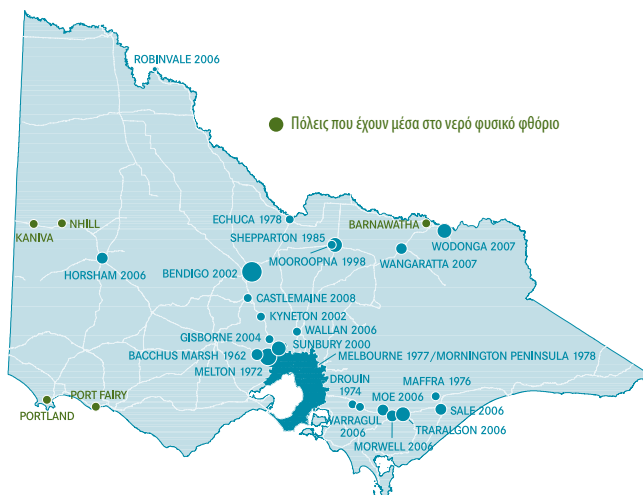 ROBINVALE 2006
Πόλεις που έχουν μέσα στο νερό φυσικό φθόριο
ECHUCA 1978
BARNAWATHA
NHILL
KANIVA
SHEPPARTON 1985
WODONGA 2007
MOOROOPNA 1998
WANGARATTA 2007
HORSHAM 2006
BENDIGO 2002
CASTLEMAINE 2008
KYNETON 2002
WALLAN 2006
GISBORNE 2004
SUNBURY 2000
BACCHUS MARSH 1962
MELBOURNE 1977/MORNINGTON PENINSULA 1978
MELTON 1972
DROUIN
1974
MAFFRA 1976
MOE 2006
PORT FAIRY
PORTLAND
SALE 2006
WARRAGUL
2006
TRARALGON 2006
MORWELL 2006